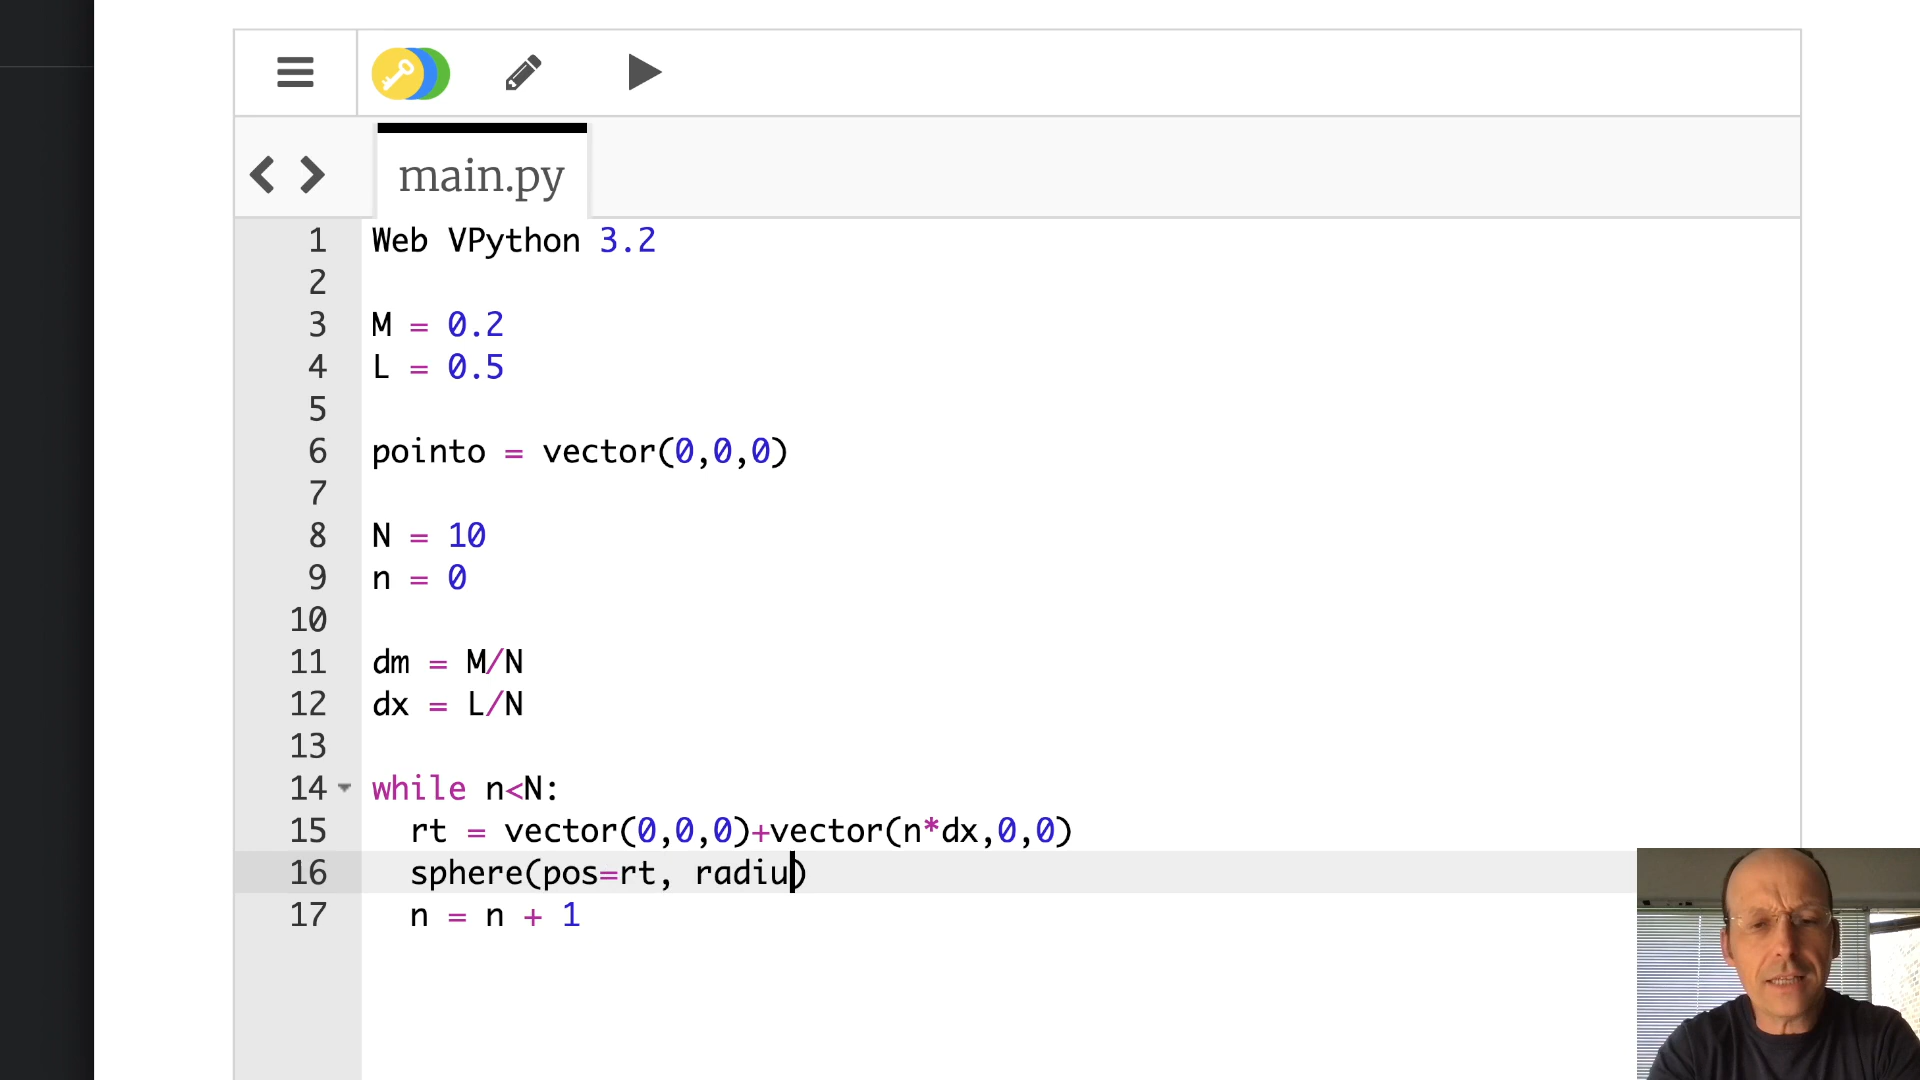 main.py
1 Web VPython 3.2
2
3 M = 0.2
4 L = 0.5
5
6 pointo = vector(0,0,0)
7
8 N = 10
9 n = 0
10
11 dm = M/N
12 dx = L/N
13
14 while n<N:
15 rt = vector(0,0,0)+vector(n*dx,0,0)
16 sphere(pos=rt, radiu)
17 n = n + 1